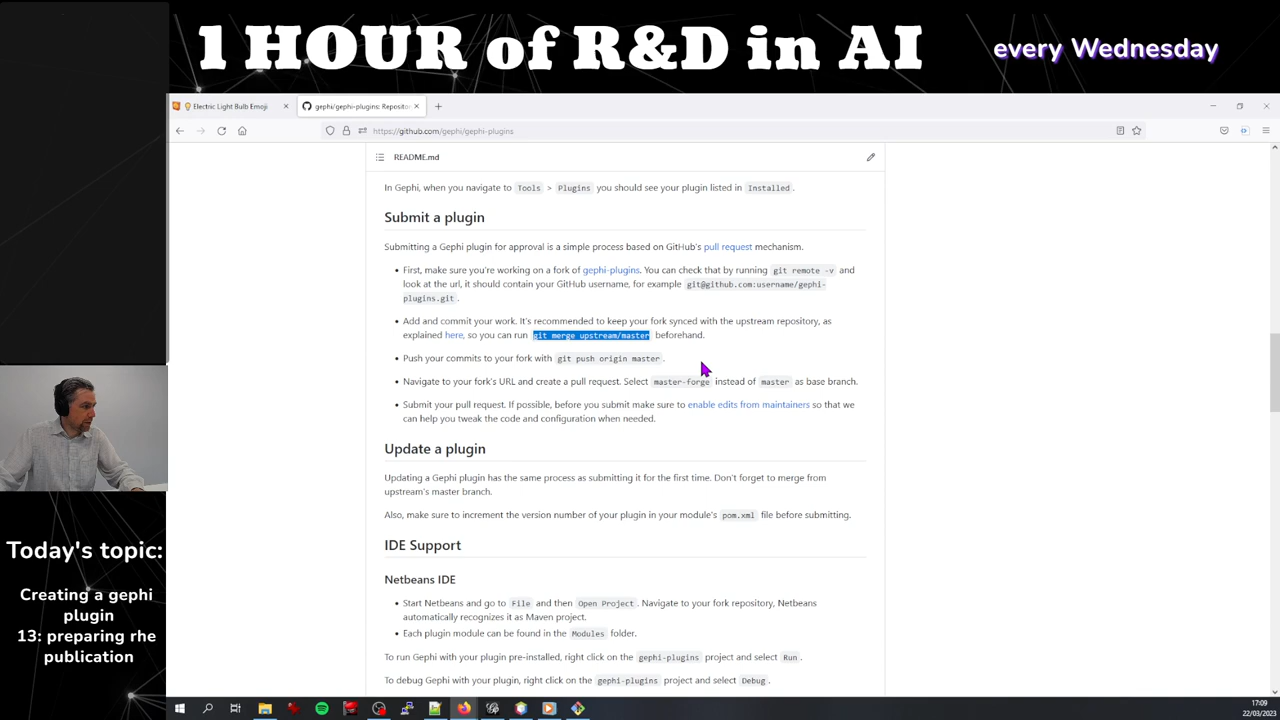 1 HOUR of R&D in AI
every Wednesday
Electric Light Bulb Emoji
gephi/gephi-plugins: Repositor
https://github.com/gephi/gephi-plugins
README.md
In Gephi, when you navigate to Tools > Plugins you should see your plugin listed in Installed.
Submit a plugin
Submitting a Gephi plugin for approval is a simple process based on GitHub's pull request mechanism.
First, make sure you're working on a fork of gephi-plugins. You can check that by running git remote -v and
look at the url, it should contain your GitHub username, for example git@github.com:username/gephi-
plugins.git.
Add and commit your work. It's recommended to keep your fork synced with the upstream repository, as
explained here, so you can run git merge upstream/master beforehand.
Push your commits to your fork with git push origin master.
Navigate to your fork's URL and create a pull request. Select master-forge instead of master as base branch.
Submit your pull request. If possible, before you submit make sure to enable edits from maintainers so that we
can help you tweak the code and configuration when needed.
Update a plugin
Updating a Gephi plugin has the same process as submitting it for the first time. Don't forget to merge from
upstream's master branch.
Also, make sure to increment the version number of your plugin in your module's pom.xml file before submitting.
IDE Support
Netbeans IDE
Start Netbeans and go to File and then Open Project. Navigate to your fork repository, Netbeans
automatically recognizes it as Maven project.
Each plugin module can be found in the Modules folder.
To run Gephi with your plugin pre-installed, right click on the gephi-plugins project and select Run.
To debug Gephi with your plugin, right click on the gephi-plugins project and select Debug.
Today's topic:
Creating a gephi
plugin
13: preparing rhe
publication
17:09
22/03/2023